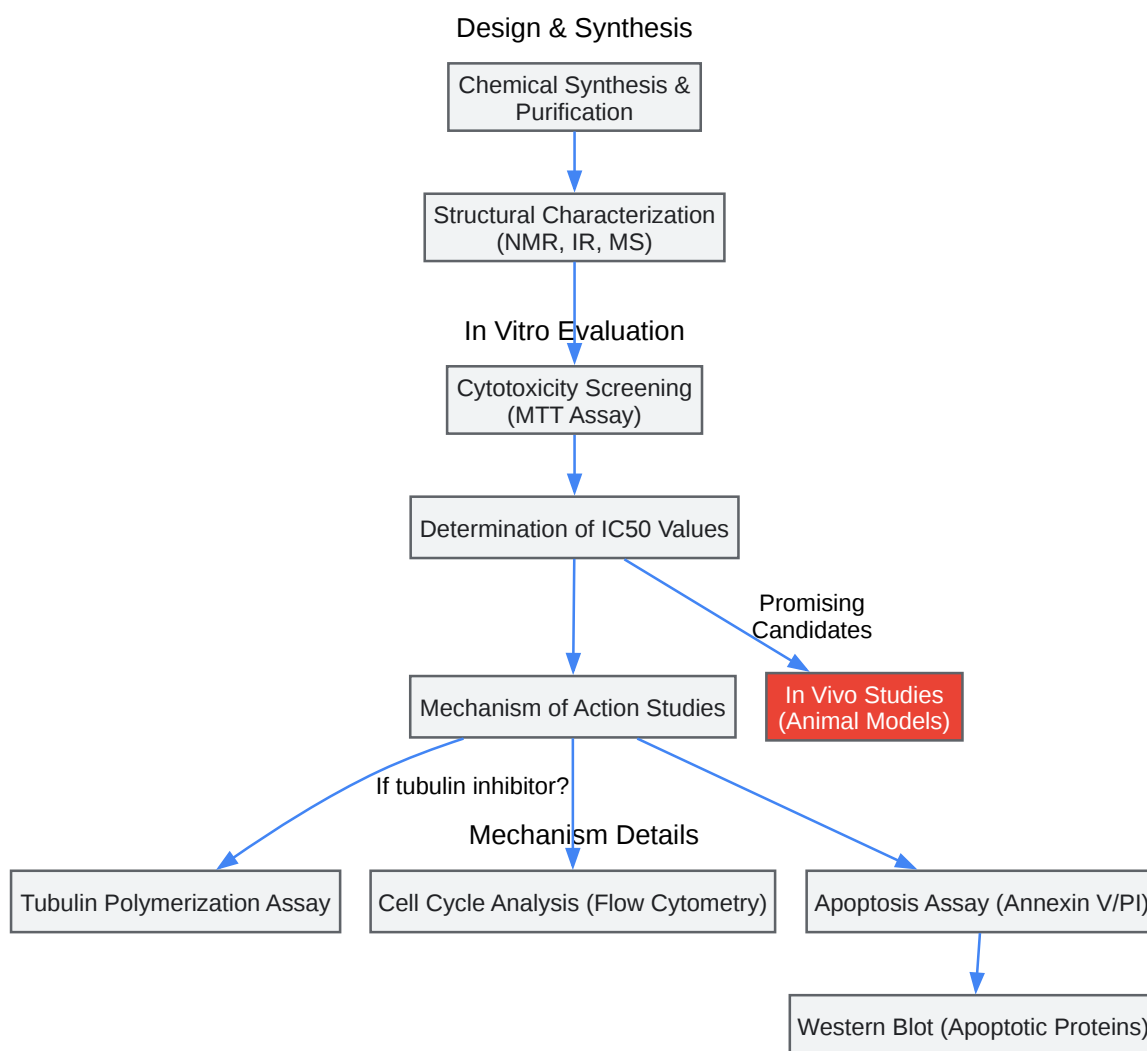 Design & Synthesis
Chemical Synthesis &
Purification
Structural Characterization
(NMR, IR, MS)
In Vitro Evaluation
Cytotoxicity Screening
(MTT Assay)
Determination of IC50 Values
Promising
Candidates
Mechanism of Action Studies
In Vivo Studies
(Animal Models)
If tubulin inhibitor?
Mechanism Details
Tubulin Polymerization Assay
Cell Cycle Analysis (Flow Cytometry)
Apoptosis Assay (Annexin V/PI)
Western Blot (Apoptotic Proteins)